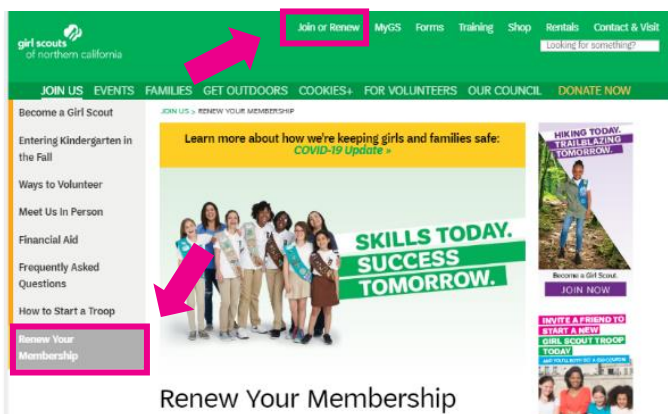 Join or Renew MyGS Forms Training Shop Rentals Contact & Visit
girl scouts
of northern california
Looking for something?
JOIN US EVENTS FAMILIES GET OUTDOORS COOKIES+ FOR VOLUNTEERS OUR COUNCIL DONATE NOW
Become a Girl Scout
Entering Kindergarten in
the Fall
Ways to Volunteer
Meet Us In Person
Financial Aid
Frequently Asked
Questions
How to Start a Troop
Renew Your
Membership
JOIN US > RENEW YOUR MEMBERSHIP
Learn more about how we're keeping girls and families safe:
COVID-19 Update »
SKILLS TODAY.
SUCCESS
TOMORROW.
Renew Your Membership
HIKING TODAY.
TRAILBLAZING
TOMORROW.
Become a Girl Scout.
JOIN NOW
INVITE A FRIEND TO
START A NEW
GIRL SCOUT TROOP
TODAY